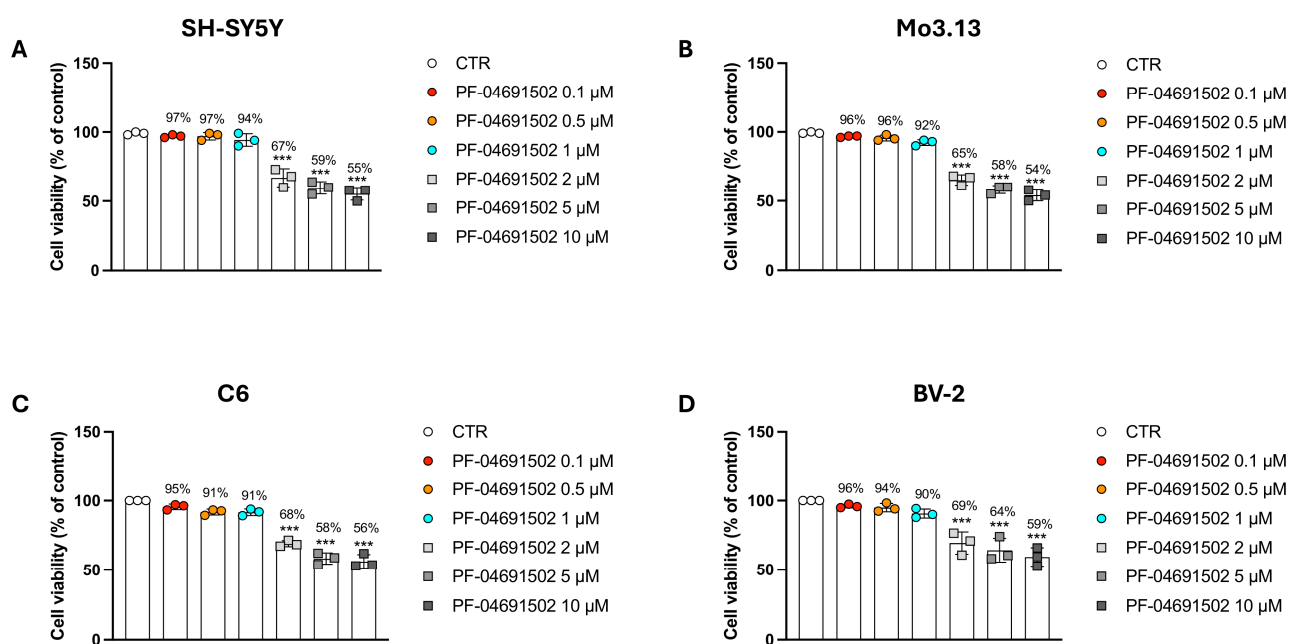 SH-SY5Y
A
Cell viability (% of control)
150
100
50
0
97%
97%
94%
67%
***
59%
***
55%
***
CTR
PF-04691502 0.1 µM
PF-04691502 0.5 µM
PF-04691502 1 µM
PF-04691502 2 µM
PF-04691502 5 µM
PF-04691502 10 µM
Mo3.13
B
Cell viability (% of control)
150
100
50
0
96%
96%
92%
65%
***
58%
***
54%
***
CTR
PF-04691502 0.1 µM
PF-04691502 0.5 µM
PF-04691502 1 µM
PF-04691502 2 µM
PF-04691502 5 µM
PF-04691502 10 µM
C6
C
Cell viability (% of control)
150
100
50
0
95%
91%
91%
68%
***
58%
***
56%
***
CTR
PF-04691502 0.1 µM
PF-04691502 0.5 µM
PF-04691502 1 µM
PF-04691502 2 µM
PF-04691502 5 µM
PF-04691502 10 µM
BV-2
D
Cell viability (% of control)
150
100
50
0
96%
94%
90%
69%
***
64%
***
59%
***
CTR
PF-04691502 0.1 µM
PF-04691502 0.5 µM
PF-04691502 1 µM
PF-04691502 2 µM
PF-04691502 5 µM
PF-04691502 10 µM